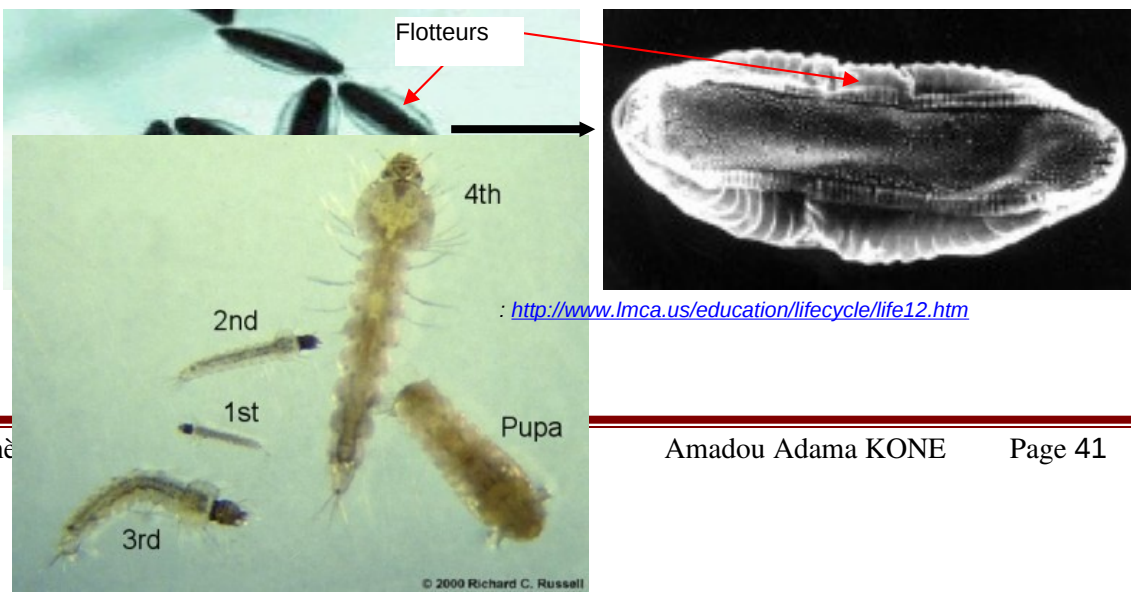 Flotteurs
4th
2nd
: http://www.lmca.us/education/lifecycle/life12.htm
1st
Pupa
Amadou Adama KONE Page 41
3rd
© 2000 Richard C. Russell